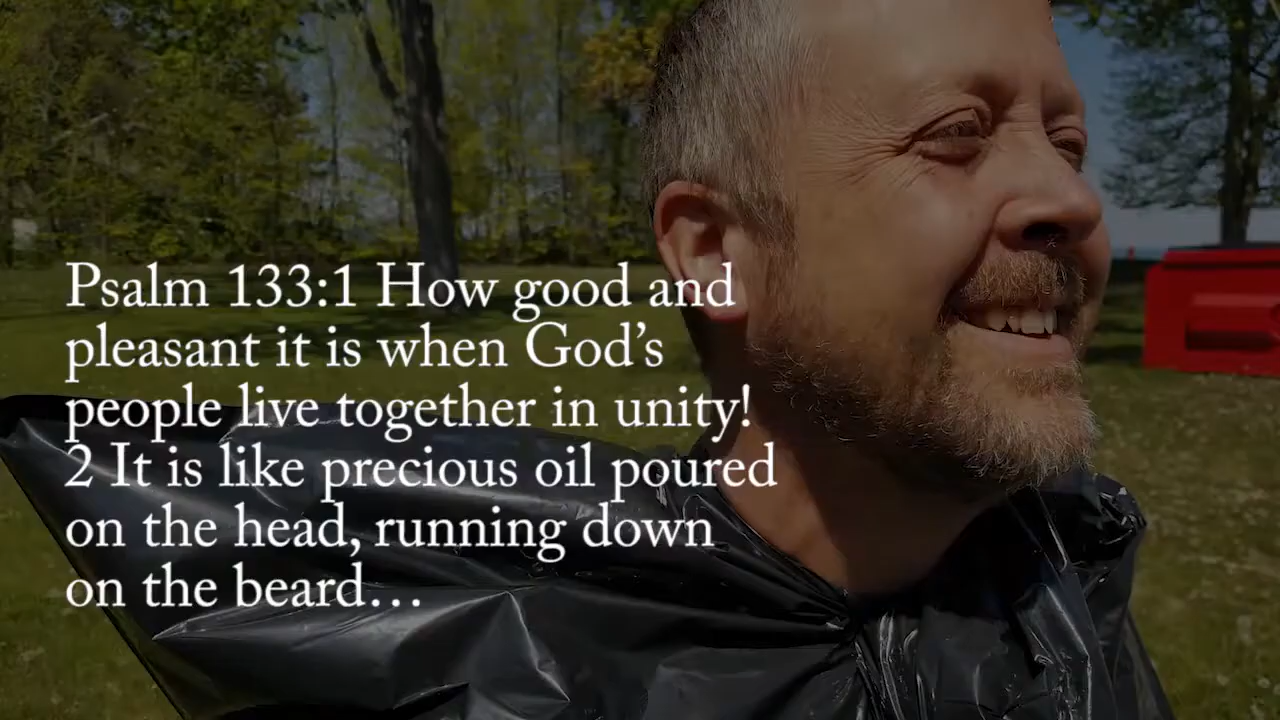 Psalm 133:1 How good and
pleasant it is when God’s
people live together in unity!
2 It is like precious oil poured
on the head, running down
on the beard…